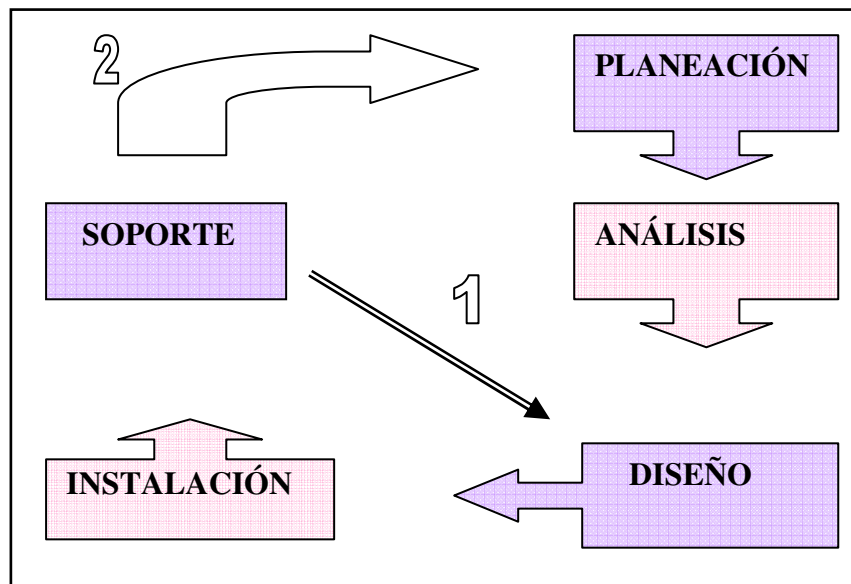 2
PLANEACIÓN
SOPORTE
ANÁLISIS
1
INSTALACIÓN
DISEÑO